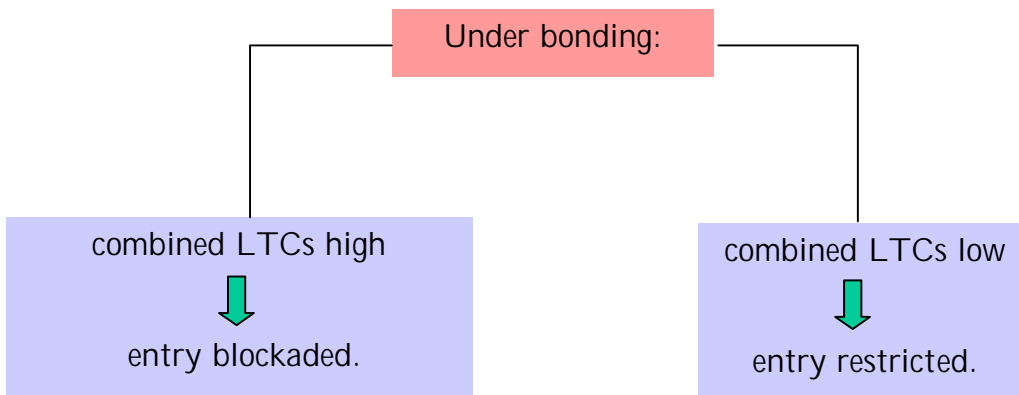 Under bonding:
combined LTCs high
entry blockaded.
combined LTCs low
entry restricted.